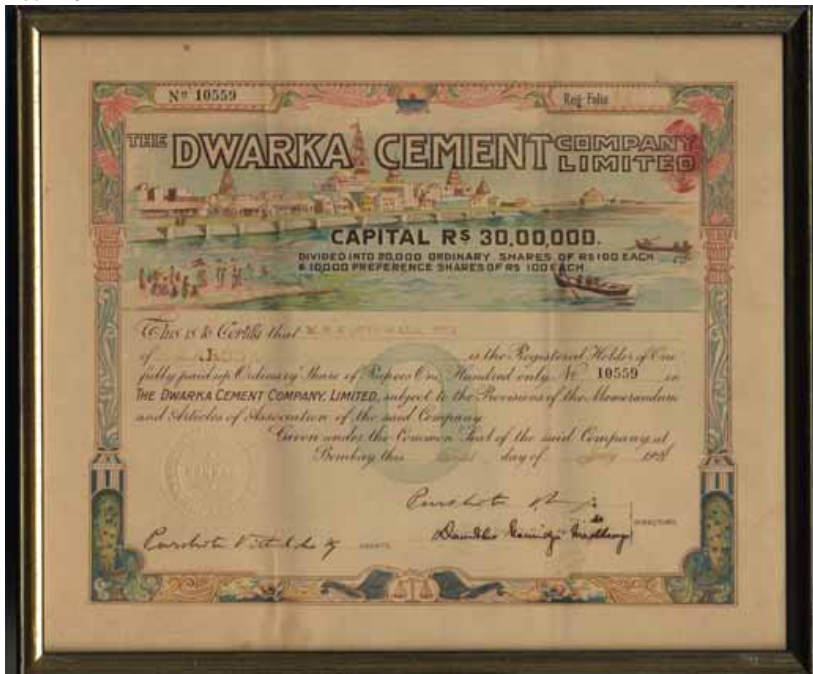 Nº 10559
Reg: Folio
THE DWARKA CEMENT COMPANY LIMITED
CAPITAL RS 30,00,000.
DIVIDED INTO 20,000 ORDINARY SHARES OF RS 100 EACH
& 10000 PREFERENCE SHARES OF RS 100 EACH
This is to Certify that
of is the Registered Holder of One
fully paid up Ordinary Share of Rupees One Hundred only Nº 10559 in
THE DWARKA CEMENT COMPANY, LIMITED, subject to the Provisions of the Memorandum
and Articles of Association of the said Company
Given under the Common Seal of the said Company at
Bombay this day of 192
DIRECTORS
AGENTS